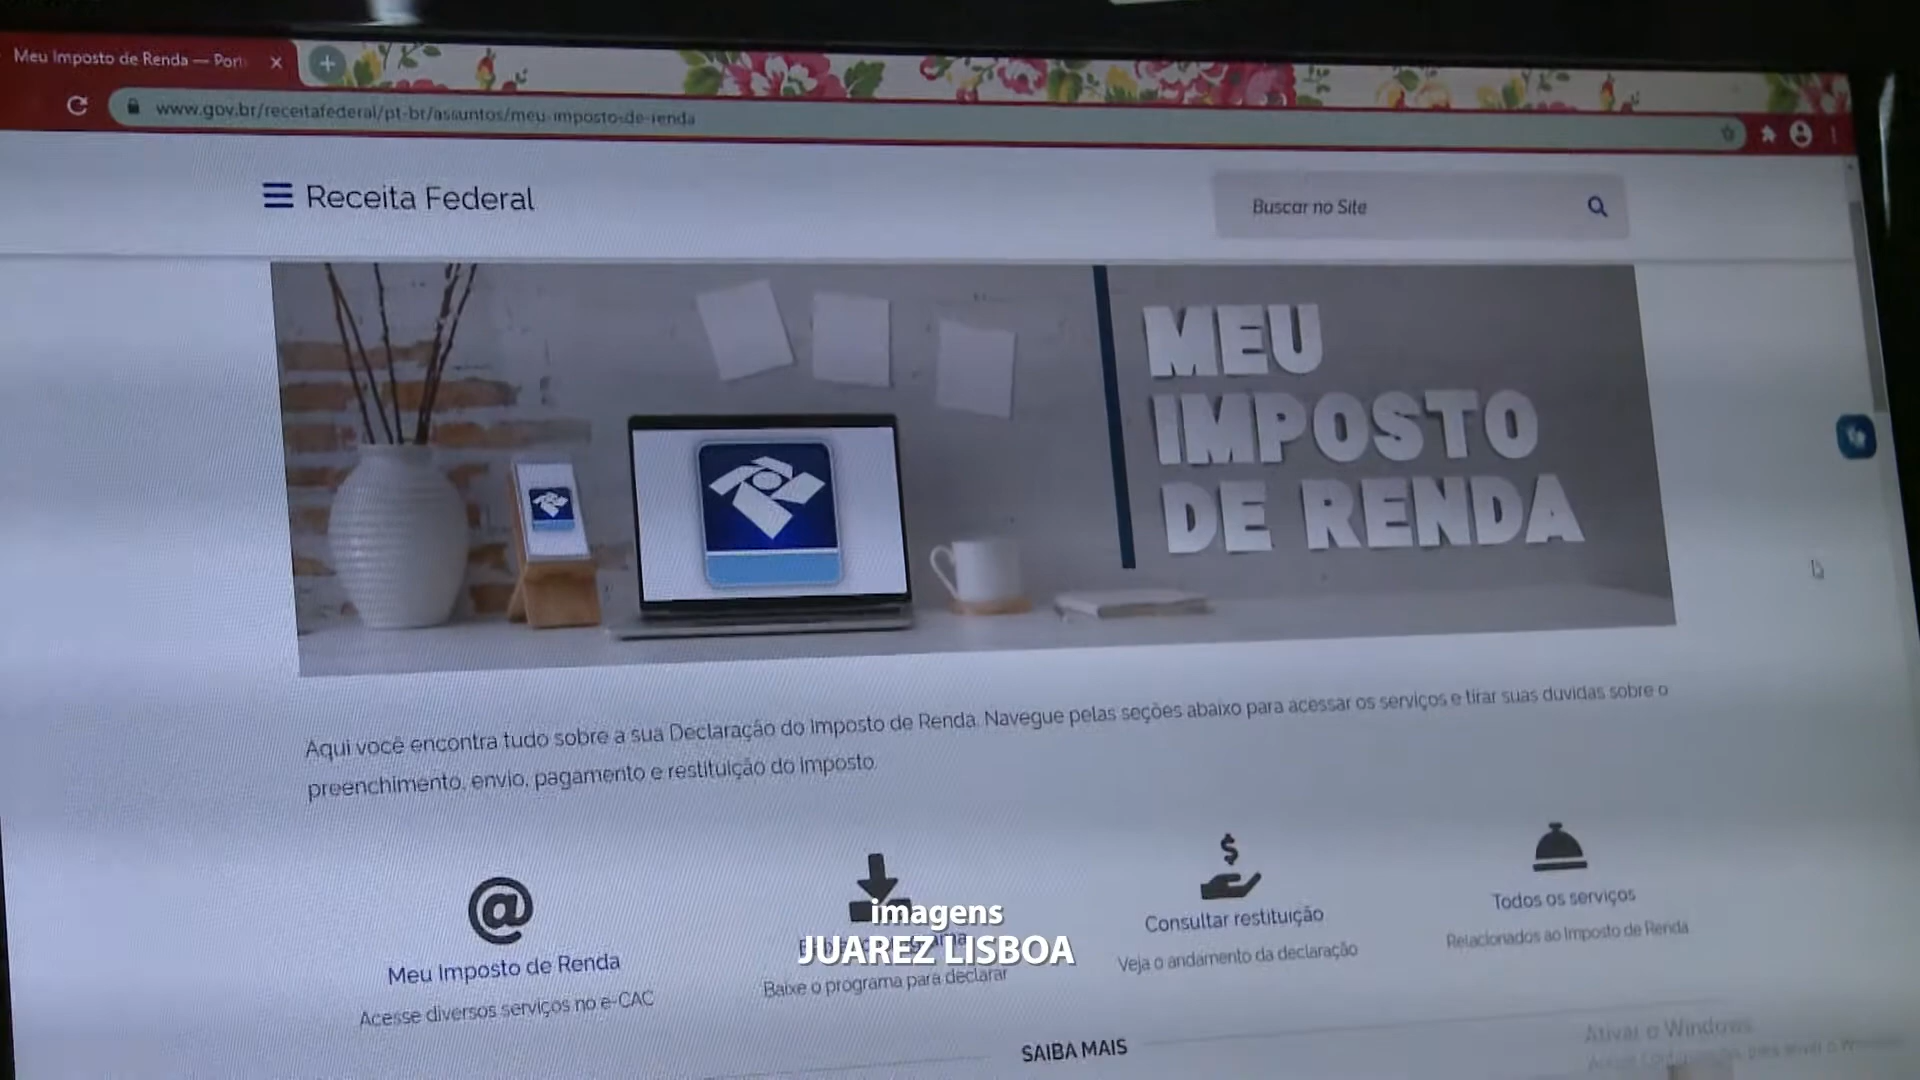 Meu Imposto de Renda — Port
www.gov.br/receitafederal/pt-br/assuntos/meu-imposto-de-renda
Receita Federal
Buscar no Site
MEU
IMPOSTO
DE RENDA
Aqui você encontra tudo sobre a sua Declaração do Imposto de Renda. Navegue pelas seções abaixo para acessar os serviços e tirar suas duvidas sobre o
preenchimento, envio, pagamento e restituição do imposto.
@
Meu Imposto de Renda
Acesse diversos serviços no e-CAC
imagens
JUAREZ LISBOA
Baixe o programa para declarar
$
Consultar restituição
Veja o andamento da declaração
Todos os serviços
Relacionados ao Imposto de Renda
SAIBA MAIS
Ativar o Windows